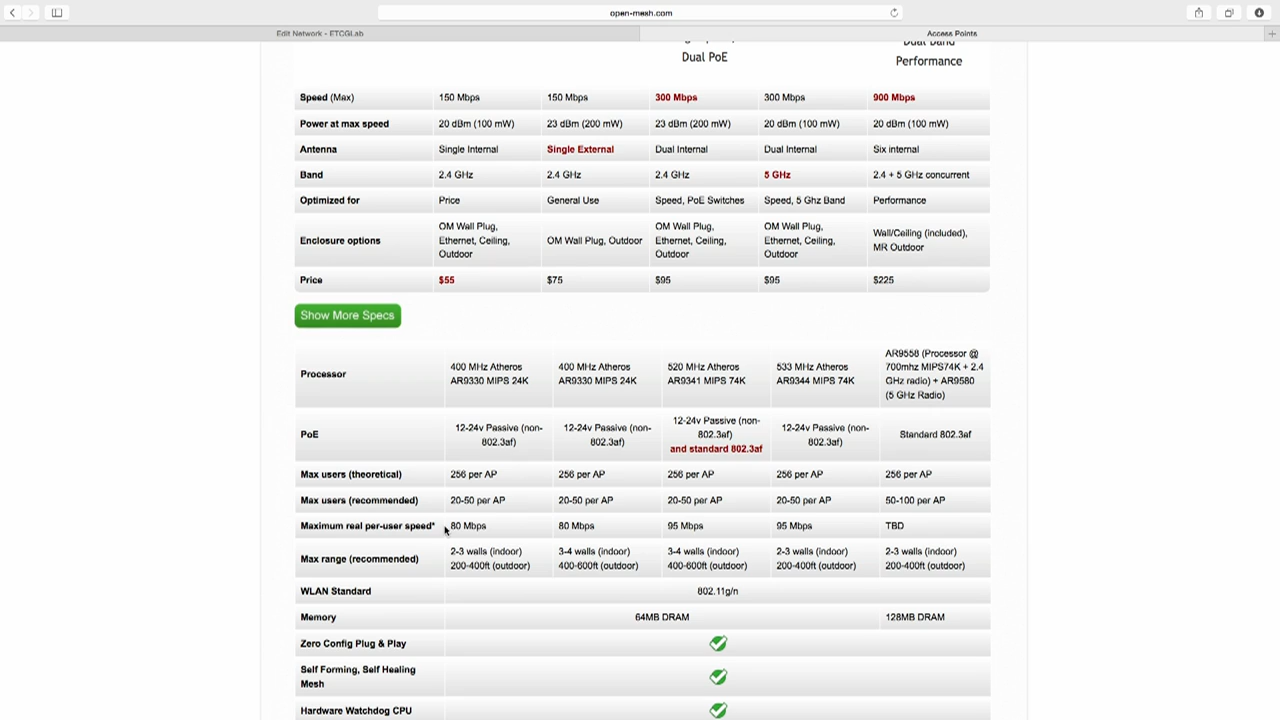 open-mesh.com
Edit Network - ETCGLab
Access Points
Dual PoE
Dual Band
Performance
Speed (Max) 150 Mbps 150 Mbps 300 Mbps 300 Mbps 900 Mbps
Power at max speed 20 dBm (100 mW) 23 dBm (200 mW) 23 dBm (200 mW) 20 dBm (100 mW) 20 dBm (100 mW)
Antenna Single Internal Single External Dual Internal Dual Internal Six internal
Band 2.4 GHz 2.4 GHz 2.4 GHz 5 GHz 2.4 + 5 GHz concurrent
Optimized for Price General Use Speed, PoE Switches Speed, 5 Ghz Band Performance
Enclosure options
OM Wall Plug,
Ethernet, Ceiling,
Outdoor
OM Wall Plug, Outdoor
OM Wall Plug,
Ethernet, Ceiling,
Outdoor
OM Wall Plug,
Ethernet, Ceiling,
Outdoor
Wall/Ceiling (included),
MR Outdoor
Price $55 $75 $95 $95 $225
Show More Specs
Processor
400 MHz Atheros
AR9330 MIPS 24K
400 MHz Atheros
AR9330 MIPS 24K
520 MHz Atheros
AR9341 MIPS 74K
533 MHz Atheros
AR9344 MIPS 74K
AR9558 (Processor @
700mhz MIPS74K + 2.4
GHz radio) + AR9580
(5 GHz Radio)
PoE
12-24v Passive (non-
802.3af)
12-24v Passive (non-
802.3af)
12-24v Passive (non-
802.3af)
and standard 802.3af
12-24v Passive (non-
802.3af)
Standard 802.3af
Max users (theoretical) 256 per AP 256 per AP 256 per AP 256 per AP 256 per AP
Max users (recommended) 20-50 per AP 20-50 per AP 20-50 per AP 20-50 per AP 50-100 per AP
Maximum real per-user speed* 80 Mbps 80 Mbps 95 Mbps 95 Mbps TBD
Max range (recommended)
2-3 walls (indoor)
200-400ft (outdoor)
3-4 walls (indoor)
400-600ft (outdoor)
3-4 walls (indoor)
400-600ft (outdoor)
2-3 walls (indoor)
200-400ft (outdoor)
2-3 walls (indoor)
200-400ft (outdoor)
WLAN Standard 802.11g/n
Memory 64MB DRAM 128MB DRAM
Zero Config Plug & Play
Self Forming, Self Healing
Mesh
Hardware Watchdog CPU